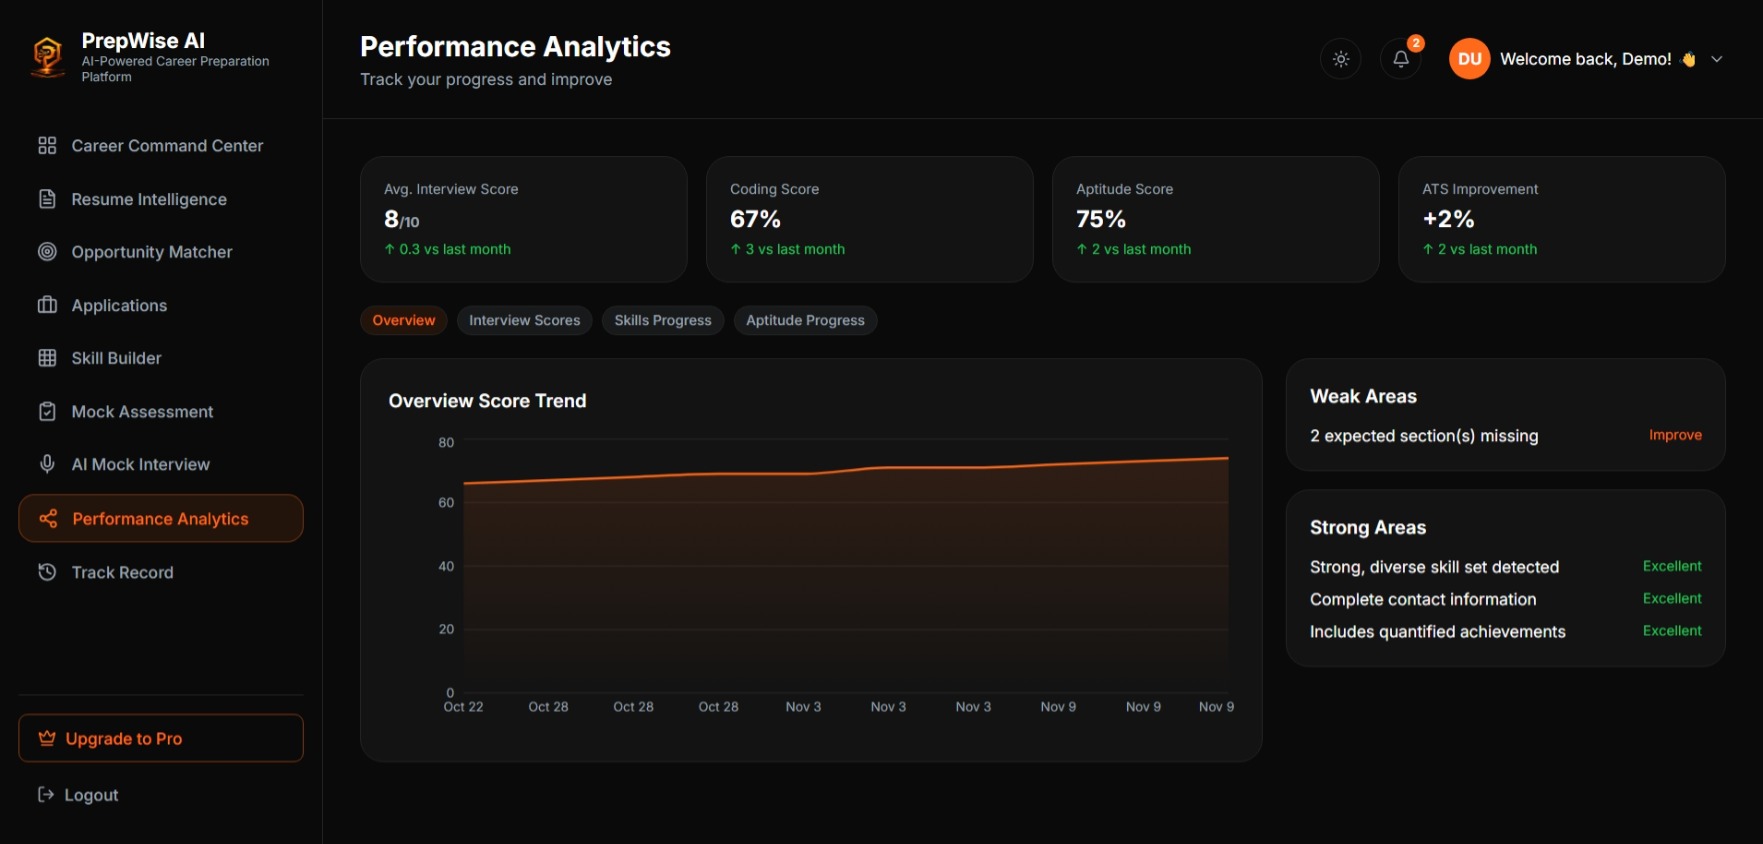 PrepWise AI
AI-Powered Career Preparation
Platform
Career Command Center
Resume Intelligence
Opportunity Matcher
Applications
Skill Builder
Mock Assessment
AI Mock Interview
Performance Analytics
Track Record
Upgrade to Pro
Logout
Performance Analytics
Track your progress and improve
2
DU
Welcome back, Demo! 👋
Avg. Interview Score
8/10
↑ 0.3 vs last month
Coding Score
67%
↑ 3 vs last month
Aptitude Score
75%
↑ 2 vs last month
ATS Improvement
+2%
↑ 2 vs last month
Overview
Interview Scores
Skills Progress
Aptitude Progress
Overview Score Trend
80
60
40
20
0
Oct 22 Oct 28 Oct 28 Oct 28 Nov 3 Nov 3 Nov 3 Nov 9 Nov 9 Nov 9
Weak Areas
2 expected section(s) missing Improve
Strong Areas
Strong, diverse skill set detected Excellent
Complete contact information Excellent
Includes quantified achievements Excellent